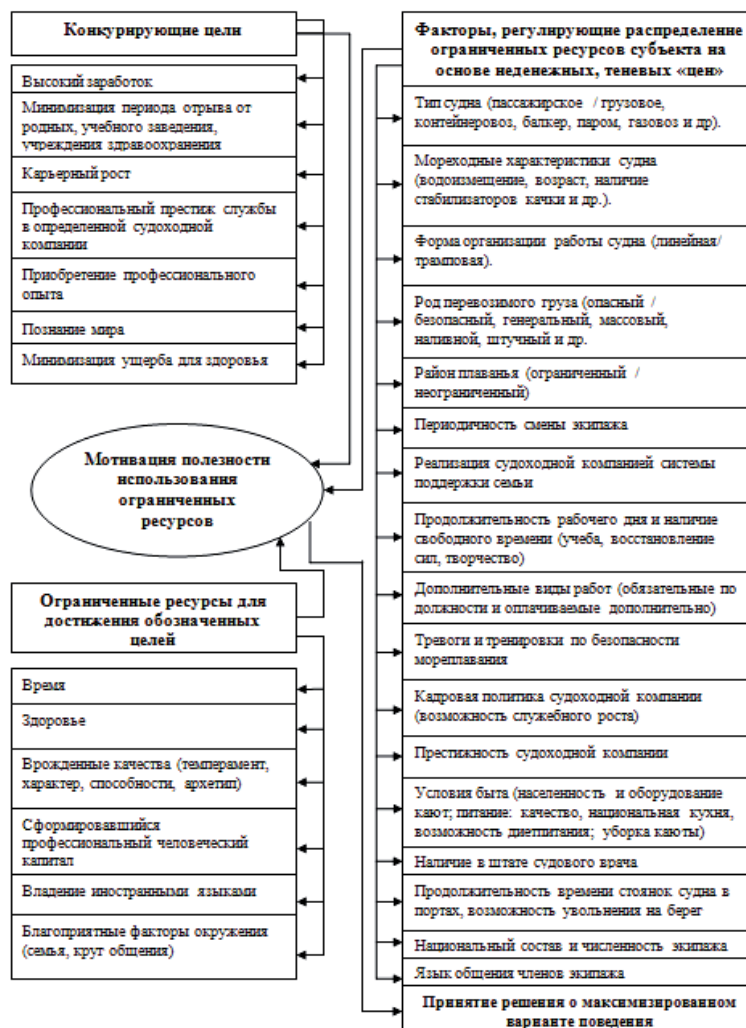 Конкурирующие цели
Высокий заработок
Минимизация периода отрыва от
родных, учебного заведения,
учреждения здравоохранения
Карьерный рост
Профессиональный престиж службы
в определенной судоходной
компании
Приобретение профессионального
опыта
Познание мира
Минимизация ущерба для здоровья
Мотивация полезности
использования
ограниченных
ресурсов
Ограниченные ресурсы для
достижения обозначенных
целей
Время
Здоровье
Врожденные качества (темперамент,
характер, способности, архетип)
Сформировавшийся
профессиональный человеческий
капитал
Владение иностранными языками
Благоприятные факторы окружения
(семья, круг общения)
Факторы, регулирующие распределение
ограниченных ресурсов субъекта на
основе неденежных, теневых «цен»
Тип судна (пассажирское / грузовое,
контейнеровоз, балкер, паром, газовоз и др).
Мореходные характеристики судна
(водоизмещение, возраст, наличие
стабилизаторов качки и др.).
Форма организации работы судна (линейная/
трамповая).
Род перевозимого груза (опасный /
безопасный, генеральный, массовый,
наливной, штучный и др.
Район плаванья (ограниченный /
неограниченный)
Периодичность смены экипажа
Реализация судоходной компанией системы
поддержки семьи
Продолжительность рабочего дня и наличие
свободного времени (учеба, восстановление
сил, творчество)
Дополнительные виды работ (обязательные по
должности и оплачиваемые дополнительно)
Тревоги и тренировки по безопасности
мореплавания
Кадровая политика судоходной компании
(возможность служебного роста)
Престижность судоходной компании
Условия быта (населенность и оборудование
кают; питание: качество, национальная кухня,
возможность диетпитания; уборка каюты)
Наличие в штате судового врача
Продолжительность времени стоянок судна в
портах, возможность увольнения на берег
Национальный состав и численность экипажа
Язык общения членов экипажа
Принятие решения о максимизированном
варианте поведения